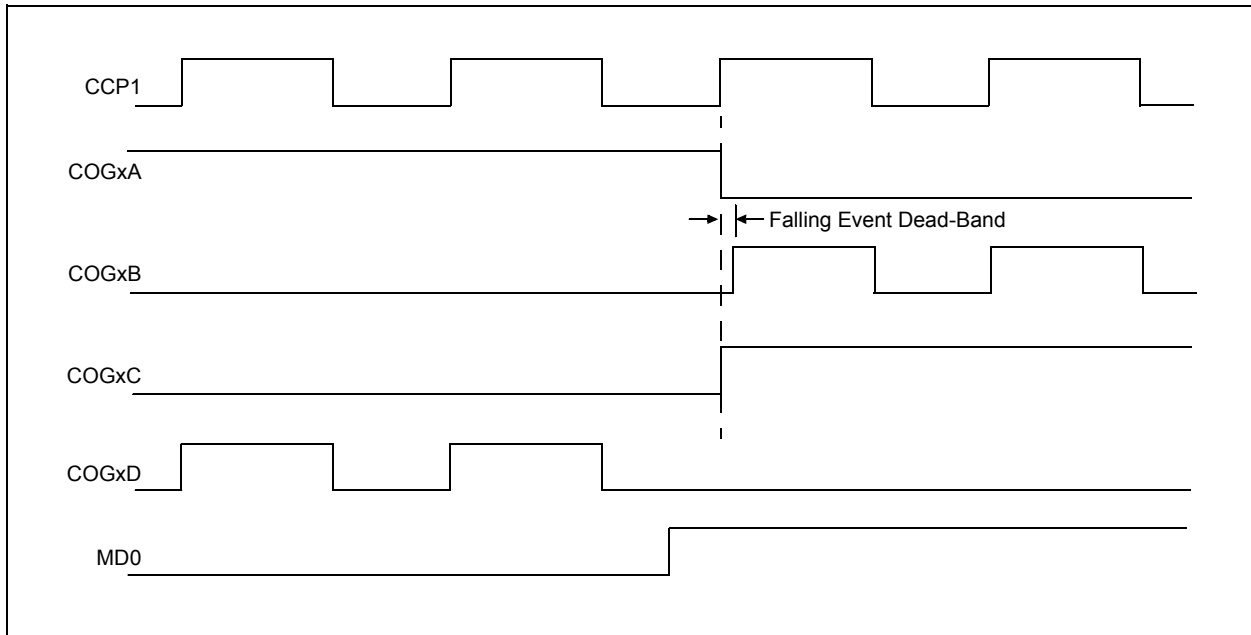 CCP1
COGxA
Falling Event Dead-Band
COGxB
COGxC
COGxD
MD0